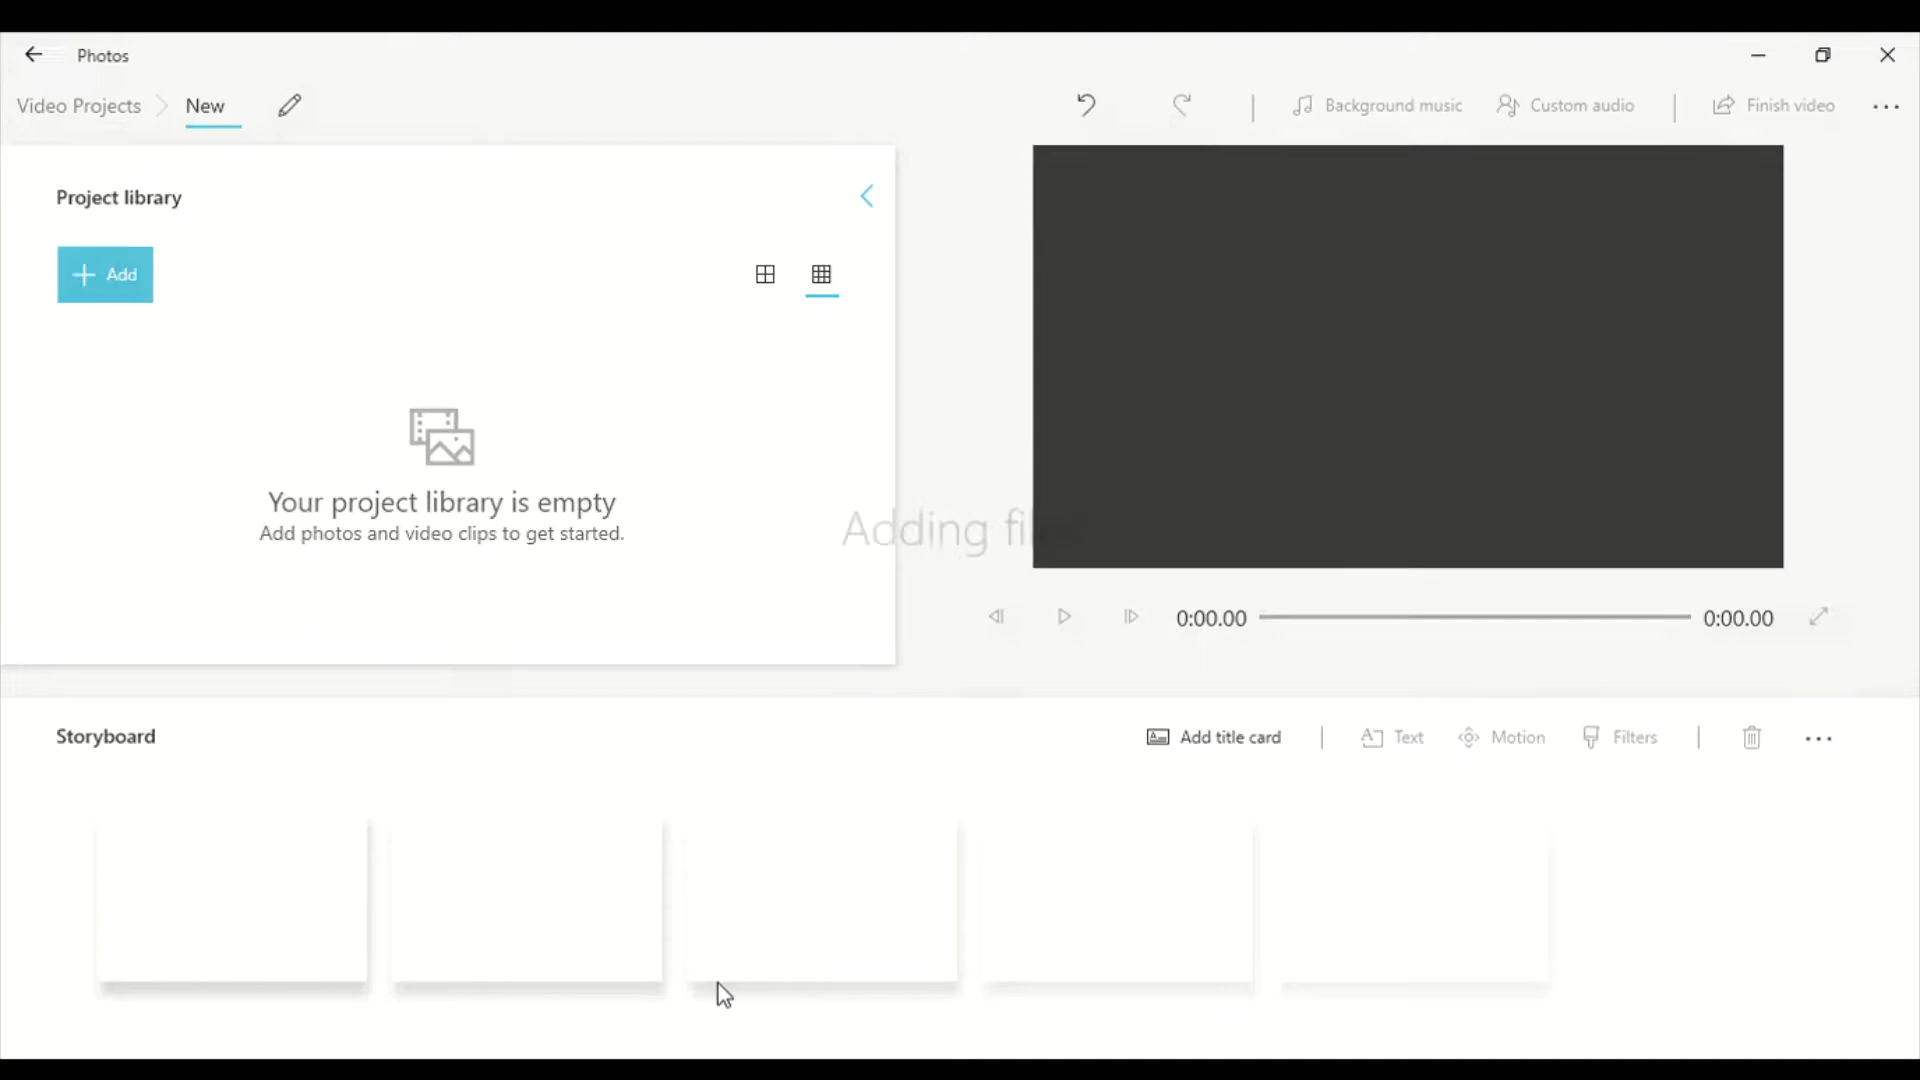 Photos
Video Projects New
Background music Custom audio Finish video
Project library
Add
Your project library is empty
Add photos and video clips to get started.
Adding
0:00.00 0:00.00
Storyboard
Add title card Text Motion Filters